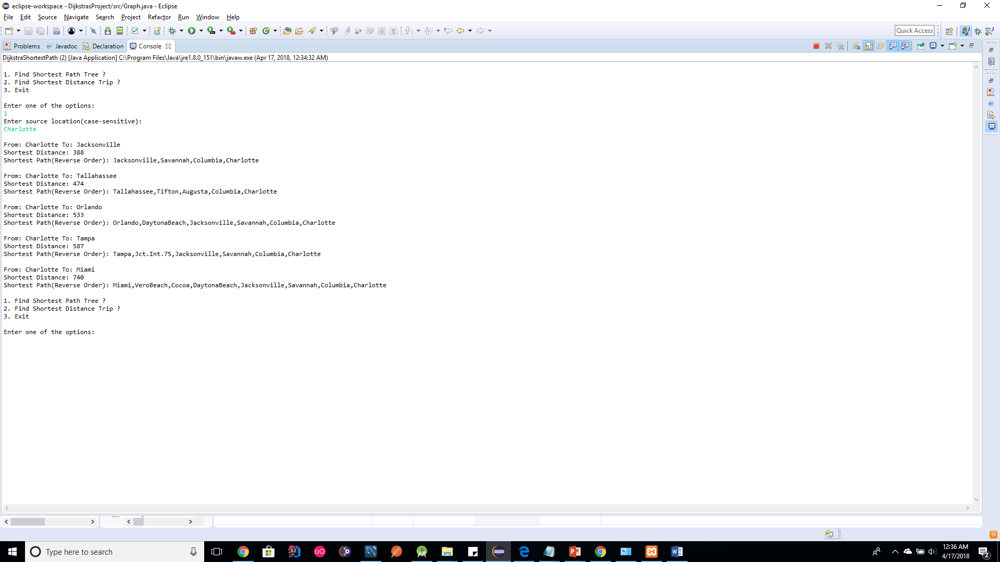 eclipse-workspace - DijkstrasProject/src/Graph.java - Eclipse
File Edit Source Navigate Search Project Refactor Run Window Help
Quick Access
Problems @ Javadoc Declaration Console
DijkstraShortestPath (2) [Java Application] C:\Program Files\Java\jre1.8.0_151\bin\javaw.exe (Apr 17, 2018, 12:34:32 AM)
1. Find Shortest Path Tree ?
2. Find Shortest Distance Trip ?
3. Exit
Enter one of the options:
1
Enter source location(case-sensitive):
Charlotte
From: Charlotte To: Jacksonville
Shortest Distance: 388
Shortest Path(Reverse Order): Jacksonville,Savannah,Columbia,Charlotte
From: Charlotte To: Tallahassee
Shortest Distance: 474
Shortest Path(Reverse Order): Tallahassee,Tifton,Augusta,Columbia,Charlotte
From: Charlotte To: Orlando
Shortest Distance: 533
Shortest Path(Reverse Order): Orlando,DaytonaBeach,Jacksonville,Savannah,Columbia,Charlotte
From: Charlotte To: Tampa
Shortest Distance: 587
Shortest Path(Reverse Order): Tampa,Jct.Int.75,Jacksonville,Savannah,Columbia,Charlotte
From: Charlotte To: Miami
Shortest Distance: 740
Shortest Path(Reverse Order): Miami,VeroBeach,Cocoa,DaytonaBeach,Jacksonville,Savannah,Columbia,Charlotte
1. Find Shortest Path Tree ?
2. Find Shortest Distance Trip ?
3. Exit
Enter one of the options:
Type here to search
12:36 AM
4/17/2018
2